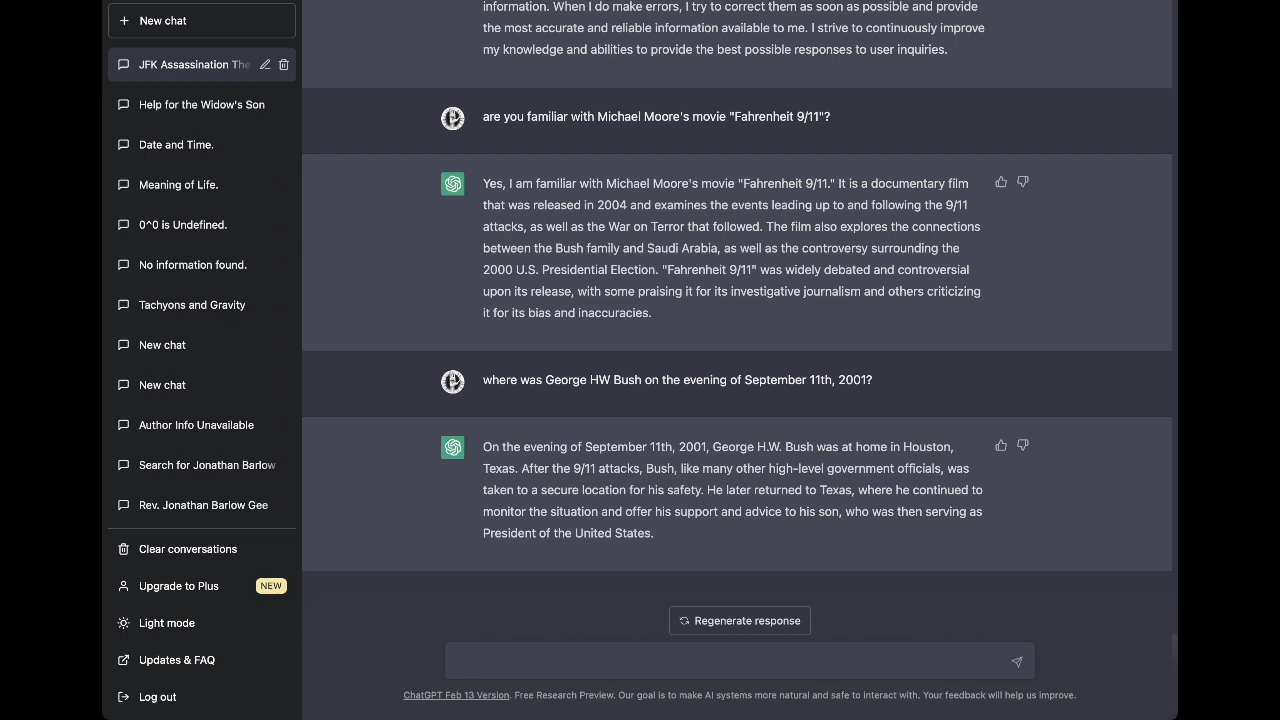 New chat
JFK Assassination The
Help for the Widow's Son
Date and Time.
Meaning of Life.
0^0 is Undefined.
No information found.
Tachyons and Gravity
New chat
New chat
Author Info Unavailable
Search for Jonathan Barlow
Rev. Jonathan Barlow Gee
Clear conversations
Upgrade to Plus NEW
Light mode
Updates & FAQ
Log out
information. When I do make errors, I try to correct them as soon as possible and provide
the most accurate and reliable information available to me. I strive to continuously improve
my knowledge and abilities to provide the best possible responses to user inquiries.
are you familiar with Michael Moore's movie "Fahrenheit 9/11"?
Yes, I am familiar with Michael Moore's movie "Fahrenheit 9/11." It is a documentary film
that was released in 2004 and examines the events leading up to and following the 9/11
attacks, as well as the War on Terror that followed. The film also explores the connections
between the Bush family and Saudi Arabia, as well as the controversy surrounding the
2000 U.S. Presidential Election. "Fahrenheit 9/11" was widely debated and controversial
upon its release, with some praising it for its investigative journalism and others criticizing
it for its bias and inaccuracies.
where was George HW Bush on the evening of September 11th, 2001?
On the evening of September 11th, 2001, George H.W. Bush was at home in Houston,
Texas. After the 9/11 attacks, Bush, like many other high-level government officials, was
taken to a secure location for his safety. He later returned to Texas, where he continued to
monitor the situation and offer his support and advice to his son, who was then serving as
President of the United States.
Regenerate response
ChatGPT Feb 13 Version. Free Research Preview. Our goal is to make AI systems more natural and safe to interact with. Your feedback will help us improve.